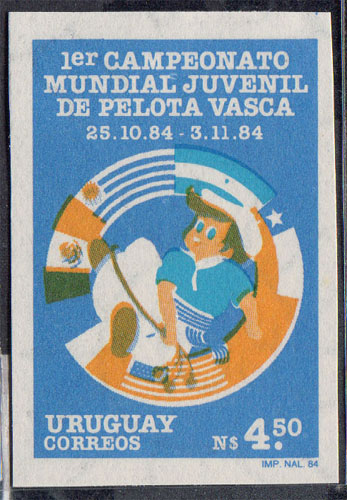 1er CAMPEONATO
MUNDIAL JUVENIL
DE PELOTA VASCA
25.10.84 - 3.11.84
URUGUAY
CORREOS
N$ 4.50
IMP. NAL. 84